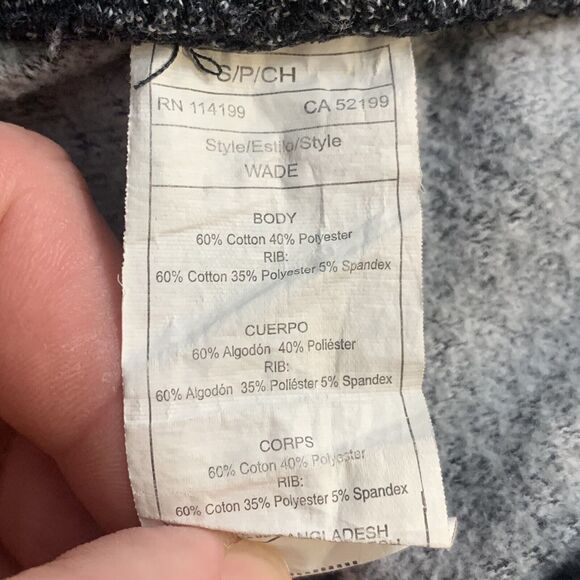 S/P/CH
RN 114199 CA 52199
Style/Estilo/Style
WADE
BODY
60% Cotton 40% Polyester
RIB:
60% Cotton 35% Polyester 5% Spandex
CUERPO
60% Algodón 40% Poliéster
RIB:
60% Algodón 35% Poliéster 5% Spandex
CORPS
60% Coton 40% Polyester
RIB:
60% Coton 35% Polyester 5% Spandex
BANGLADESH